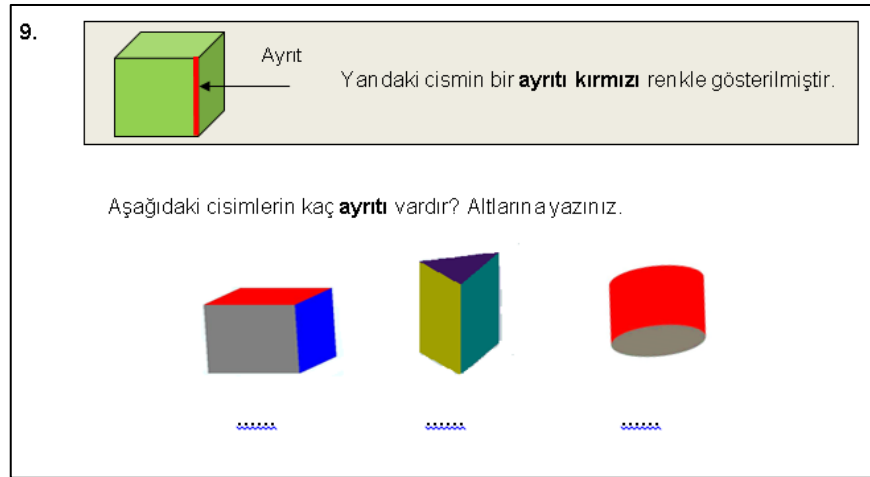 9.
Ayrıt
Yandaki cismin bir ayrıtı kırmızı renkle gösterilmiştir.
Aşağıdaki cisimlerin kaç ayrıtı vardır? Altlarına yazınız.
...... ...... ......